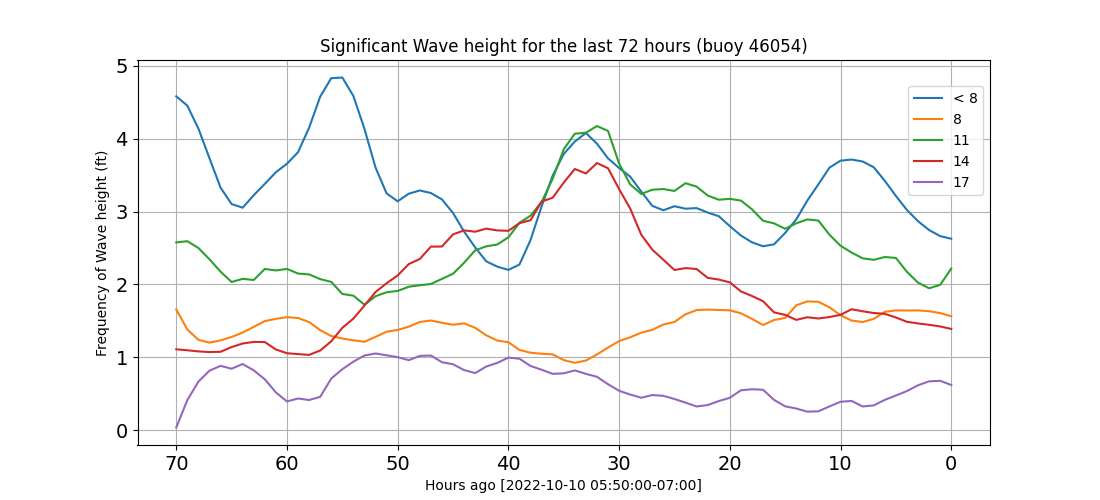 Significant Wave height for the last 72 hours (buoy 46054)
Frequency of Wave height (ft)
5
4
3
2
1
0
< 8
8
11
14
17
70 60 50 40 30 20 10 0
Hours ago [2022-10-10 05:50:00-07:00]